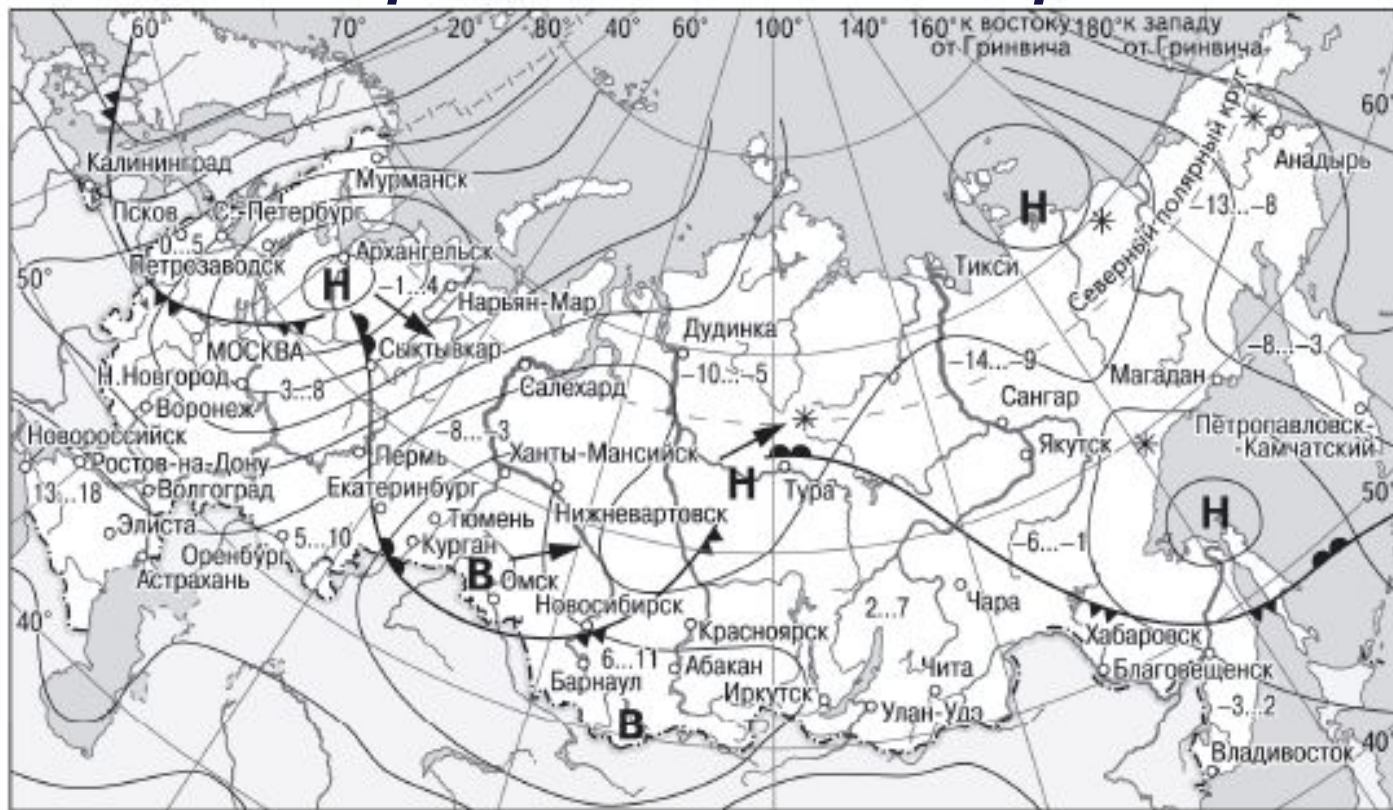 60° 70° 20° 80° 40° 60° 100° 140° 160° к востоку 180° к западу
от Гринвича от Гринвича
60°
Северный полярный круг
Калининград
Мурманск
Анадырь
Псков С.-Петербург
-13...-8
-0...5
Архангельск
Петрозаводск
Н
Н
-1...4
Тикси
50°
Нарьян-Мар
Дудинка
МОСКВА
Сыктывкар
-8...-3
-14...-9
Н.Новгород
Салехард
-10...-5
Магадан
3...8
Сангар
Воронеж
Петропавловск-
-Камчатский
Новороссийск
-8...-3
Ханты-Мансийск
Якутск
Ростов-на-Дону
Пермь
Н
13...18
Волгоград
Екатеринбург
Тура
50°
Н
Элиста
Тюмень
Нижневартовск
5...10
Оренбург
Курган
-6...-1
Астрахань
В
Омск
Новосибирск
2...7
Чара
40°
Красноярск
Хабаровск
6...11
Абакан
Чита
Благовещенск
Барнаул
Иркутск
Улан-Удэ
В
-3...2
Владивосток
40°